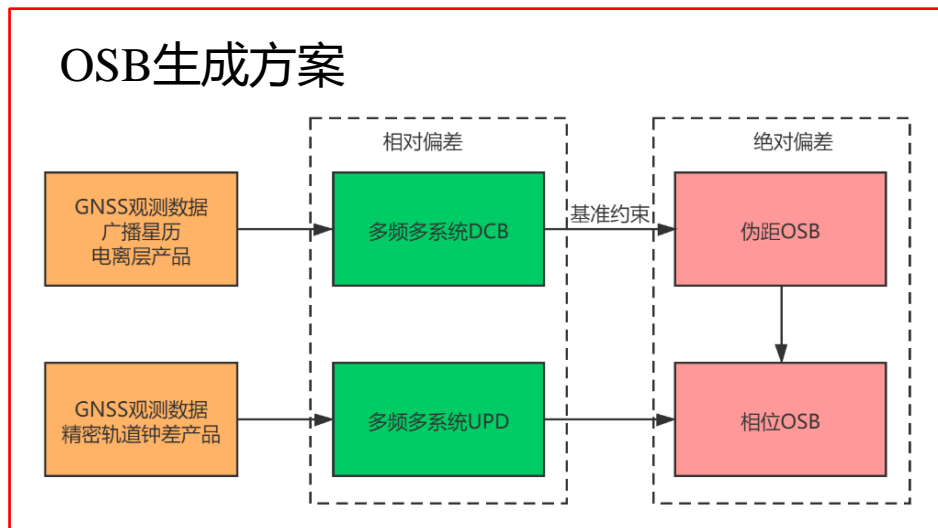 OSB生成方案
相对偏差
绝对偏差
GNSS观测数据
广播星历
电离层产品
多频多系统DCB
基准约束
伪距OSB
GNSS观测数据
精密轨道钟差产品
多频多系统UPD
相位OSB